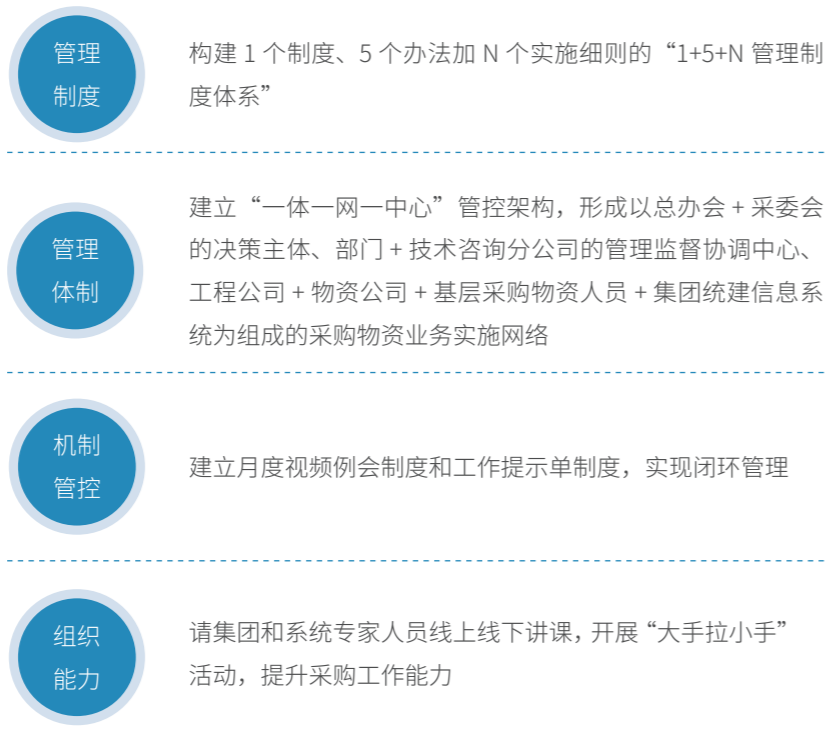 管理
制度
构建 1 个制度、5 个办法加 N 个实施细则的“1+5+N 管理制
度体系”
管理
体制
建立“一体一网一中心”管控架构，形成以总办会 + 采委会
的决策主体、部门 + 技术咨询分公司的管理监督协调中心、
工程公司 + 物资公司 + 基层采购物资人员 + 集团统建信息系
统为组成的采购物资业务实施网络
机制
管控
建立月度视频例会制度和工作提示单制度，实现闭环管理
组织
能力
请集团和系统专家人员线上线下讲课，开展“大手拉小手”
活动，提升采购工作能力